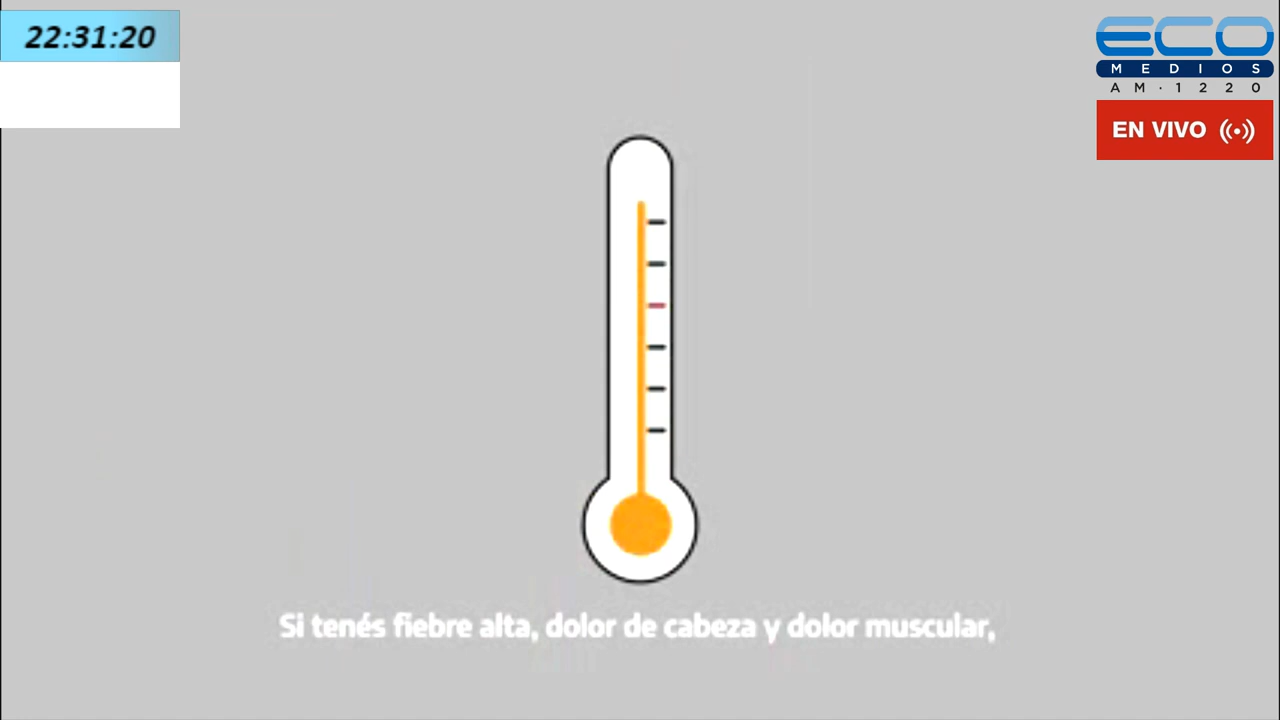 22:31:20
ECO
MEDIOS
AM·1220
EN VIVO
Si tenés fiebre alta, dolor de cabeza y dolor muscular,